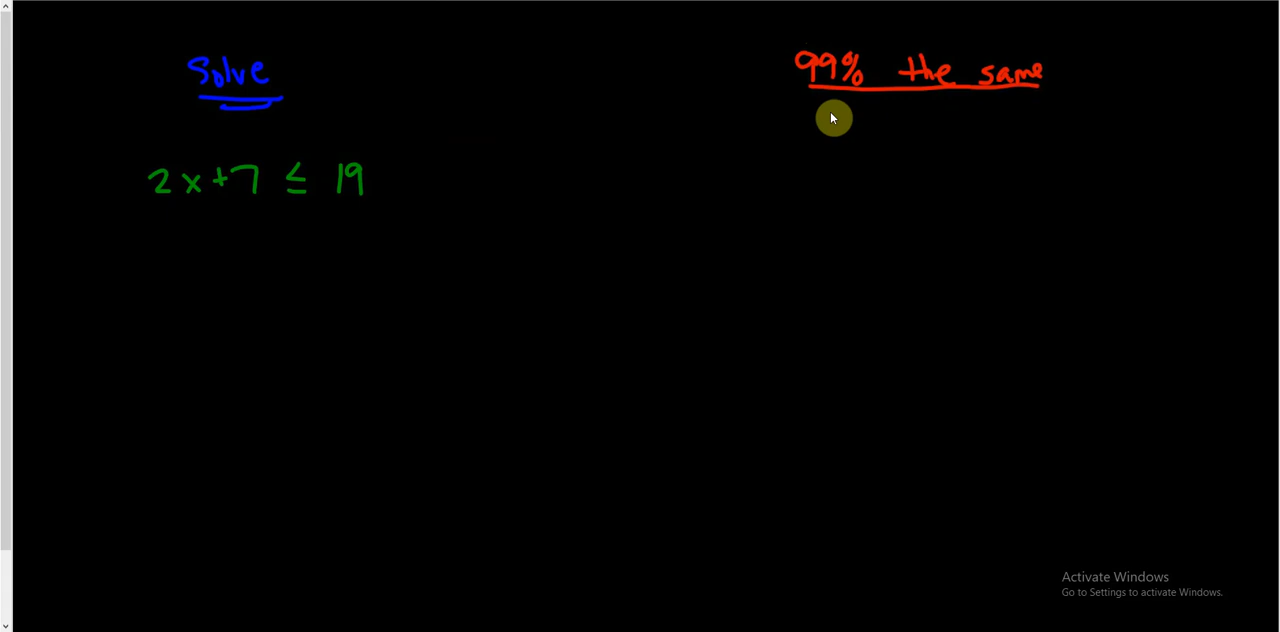 Solve
99% the same
2x+7 ≤ 19
Activate Windows
Go to Settings to activate Windows.